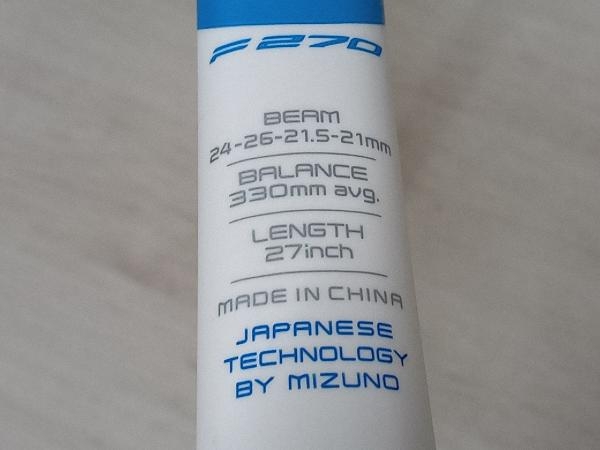 F270
BEAM
24-26-21.5-21mm
BALANCE
330mm avg.
LENGTH
27inch
MADE IN CHINA
JAPANESE
TECHNOLOGY
BY MIZUNO